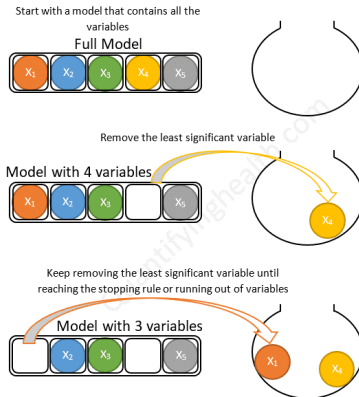 Start with a model that contains all the
variables
Full Model
X₁ X₂ X₃ X₄ X₅
Remove the least significant variable
Model with 4 variables
X₁ X₂ X₃ X₅
X₄
Keep removing the least significant variable until
reaching the stopping rule or running out of variables
Model with 3 variables
X₂ X₃ X₅
X₁ X₄
quantifyinghealth.com